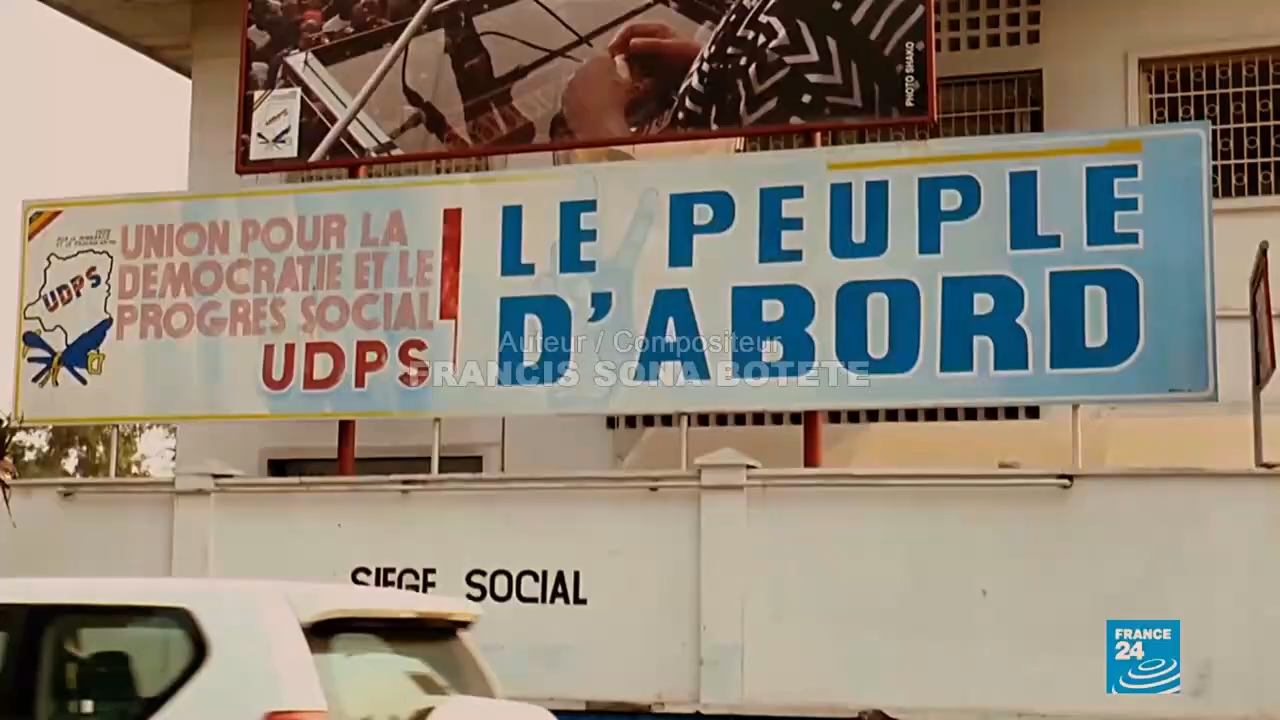 PHOTO SHAKO
UDPS
UNION POUR LA
DEMOCRATIE ET LE
PROGRES SOCIAL
UDPS
LE PEUPLE
D'ABORD
Auteur / Compositeur
FRANCIS SONA BOTETE
SIEGE SOCIAL
FRANCE
24